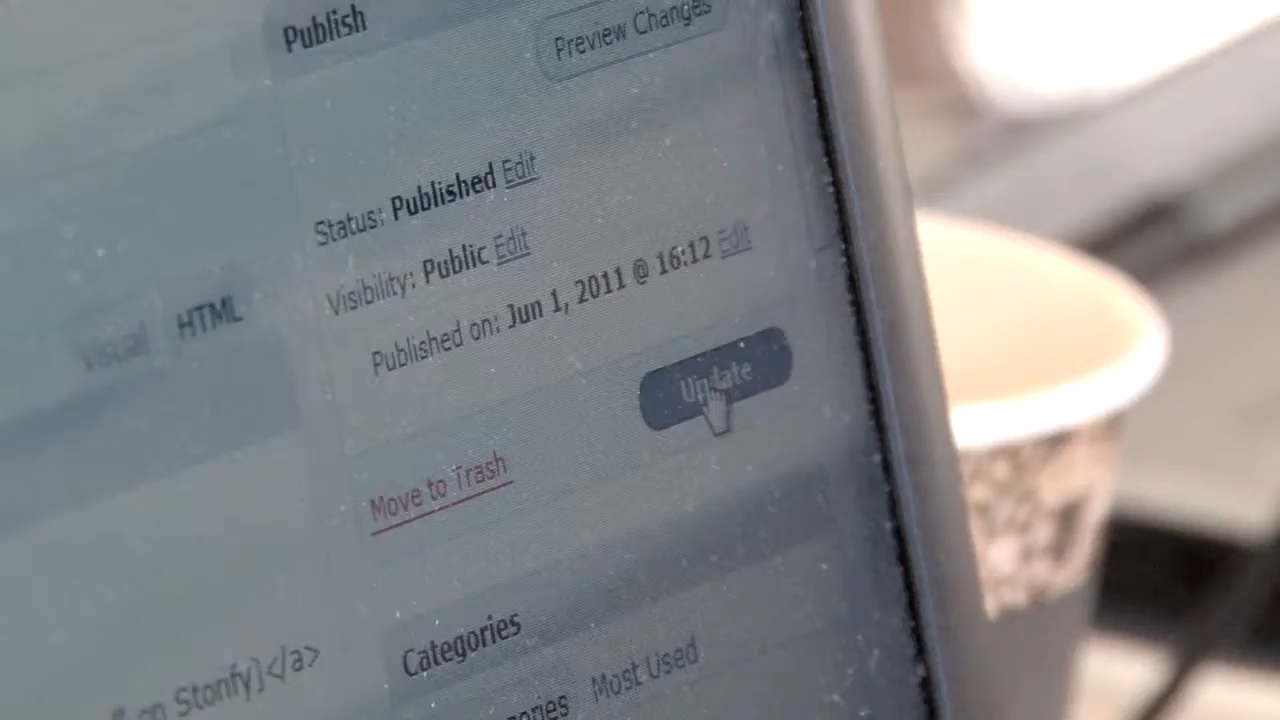 Publish
Preview Changes
Status: Published Edit
Visibility: Public Edit
Published on: Jun 1, 2011 @ 16:12 Edit
Visual HTML
Update
Move to Trash
Categories
on Stonfy]</a>
Most Used